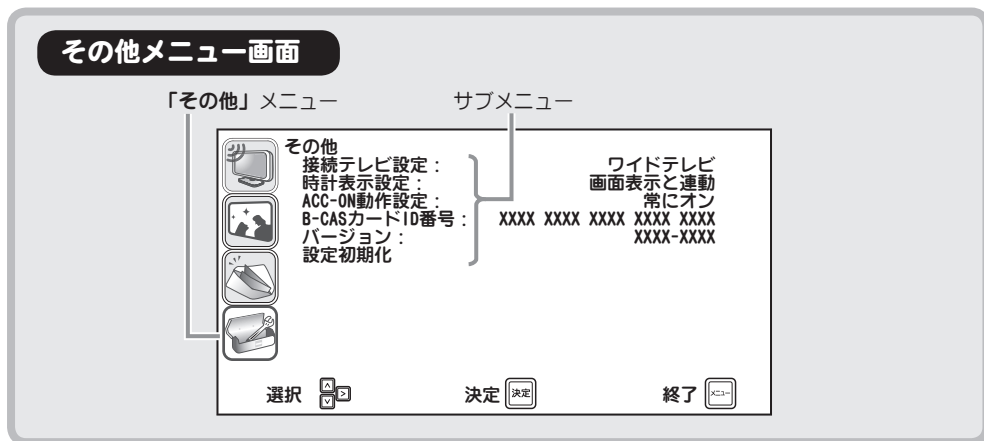 その他メニュー画面
「その他」メニュー
サブメニュー
その他
接続テレビ設定： ワイドテレビ
時計表示設定： 画面表示と連動
ACC-ON動作設定： 常にオン
B-CASカードID番号： XXXX XXXX XXXX XXXX XXXX
バージョン： XXXX-XXXX
設定初期化
選択 決定 決定 終了 メニュー